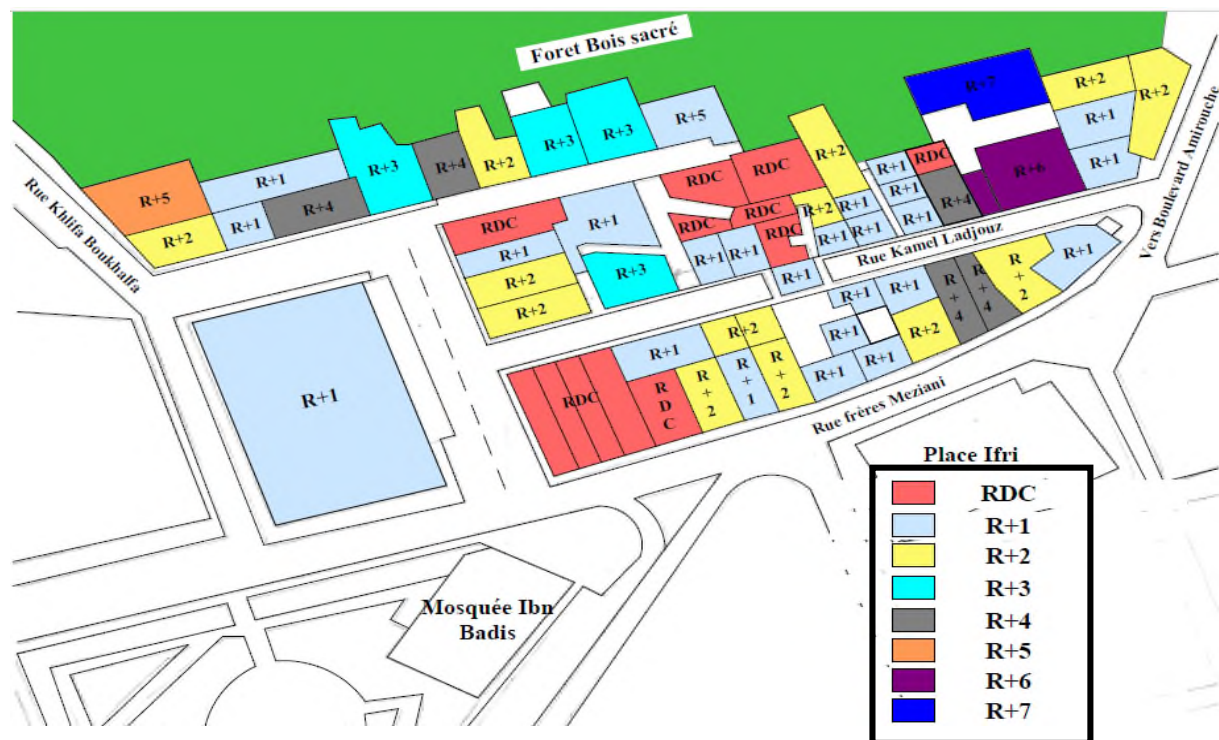 Foret Bois sacré
R+7
R+2
R+2
R+5
R+3
R+3
R+1
R+3
R+4
R+2
R+1
R+1
R+5
R+1
R+4
R+2
R+1
RDC
RDC
R+2
R+1
RDC
R+1
R+6
R+1
R+4
RDC
RDC
RDC
R+2
R+1
R+1
R+1
R+1
RDC
R+1
R+1
R+2
R+2
R+3
R+1
R+1
R+1
Rue Khlifa Boukhalfa
Rue Kamel Ladjouz
Vers Boulevard Amirouche
R+1
R+1
R+4
R+4
R+2
R+1
R+1
R+2
R+1
R+1
R+1
R+2
RDC
RDC
R+2
R+1
R+2
Rue frères Meziani
R+1
Mosquée Ibn
Badis
Place Ifri
RDC
R+1
R+2
R+3
R+4
R+5
R+6
R+7